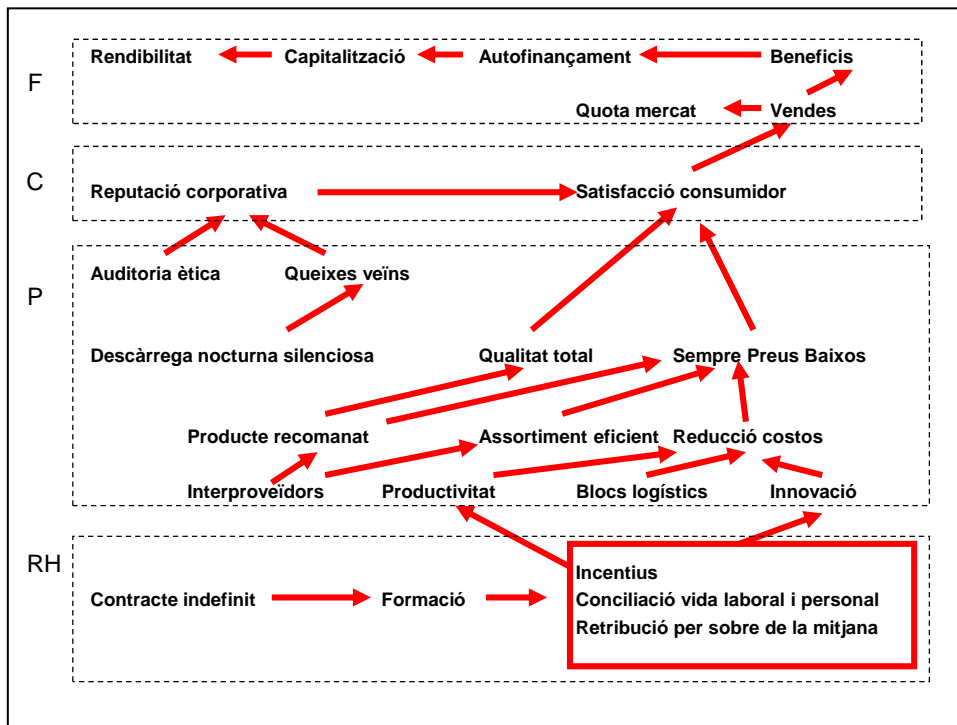 Rendibilitat Capitalització Autofinançament Beneficis
F
Quota mercat Vendes
C
Reputació corporativa Satisfacció consumidor
Auditoria ètica Queixes veïns
P
Descàrrega nocturna silenciosa Qualitat total Sempre Preus Baixos
Producte recomanat Assortiment eficient Reducció costos
Interproveïdors Productivitat Blocs logístics Innovació
RH
Incentius
Contracte indefinit Formació Conciliació vida laboral i personal
Retribució per sobre de la mitjana